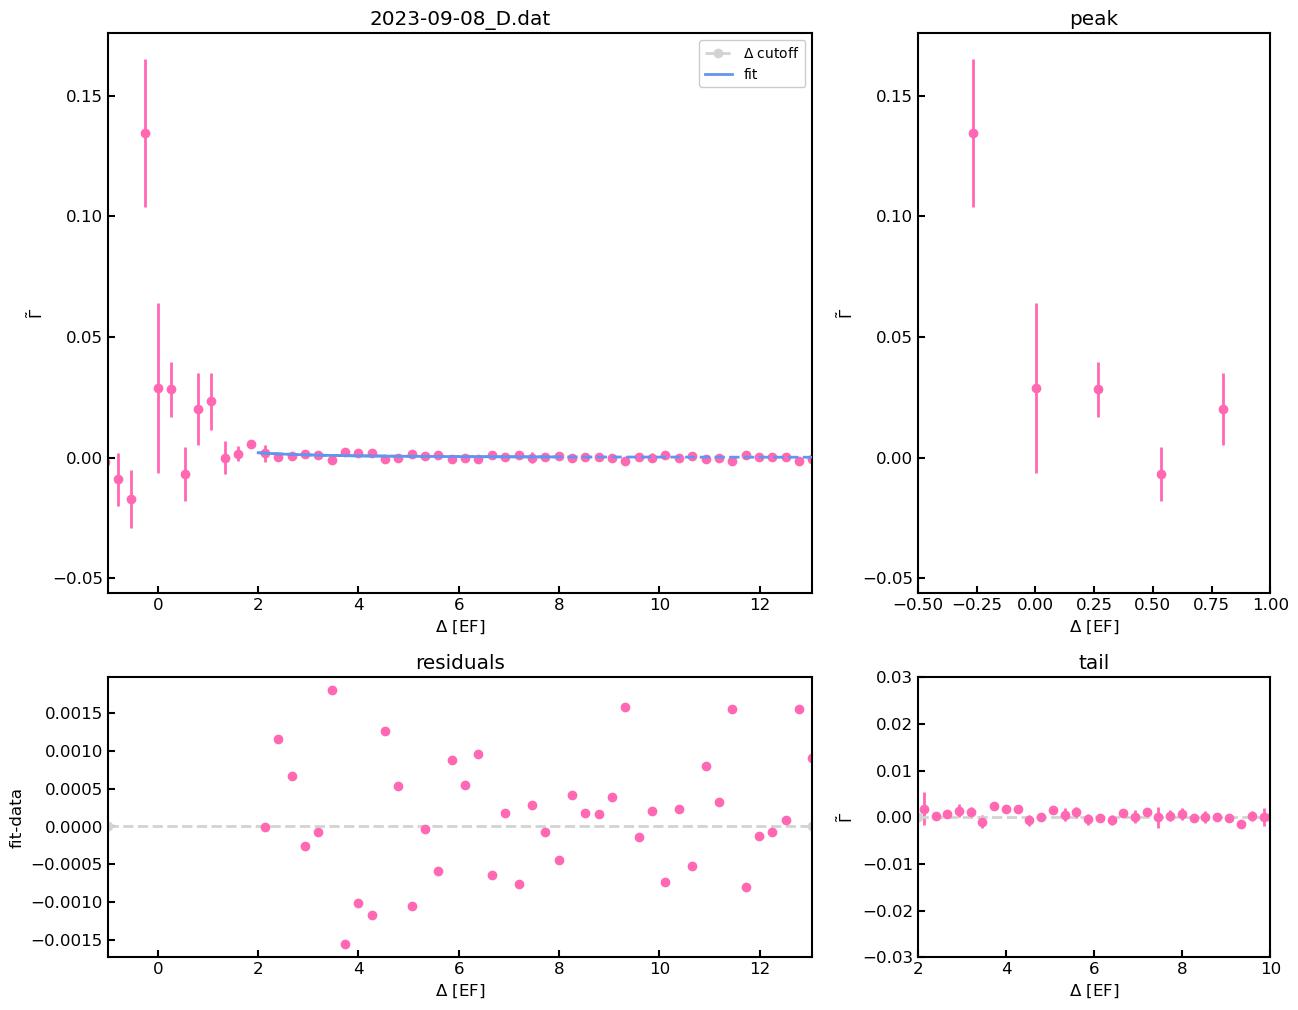 2023-09-08_D.dat
Δ cutoff
fit
0.15
0.10
0.05
0.00
−0.05
Γ̃
0 2 4 6 8 10 12
Δ [EF]
peak
0.15
0.10
0.05
0.00
−0.05
Γ̃
−0.50 −0.25 0.00 0.25 0.50 0.75 1.00
Δ [EF]
residuals
0.0015
0.0010
0.0005
0.0000
−0.0005
−0.0010
−0.0015
fit-data
0 2 4 6 8 10 12
Δ [EF]
tail
0.03
0.02
0.01
0.00
−0.01
−0.02
−0.03
Γ̃
2 4 6 8 10
Δ [EF]